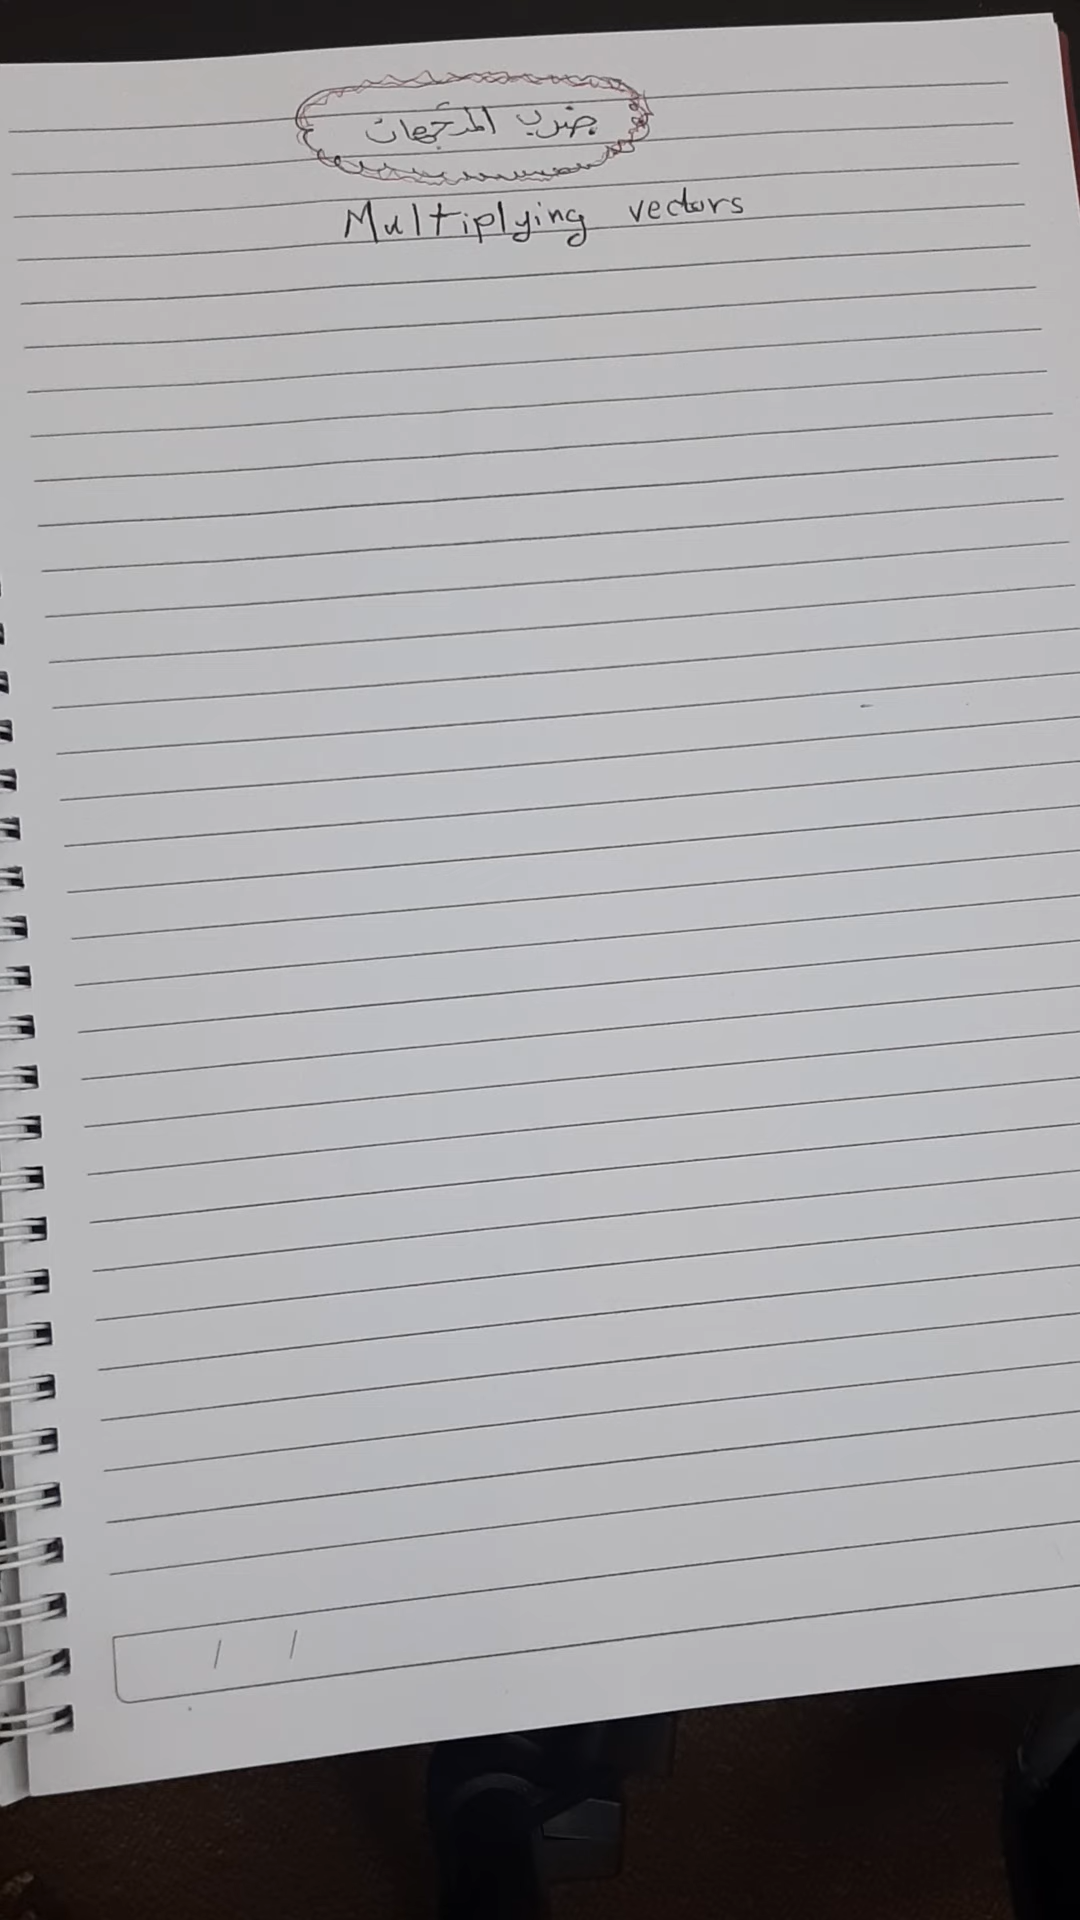 ضرب المتجهات
Multiplying vectors
/ /